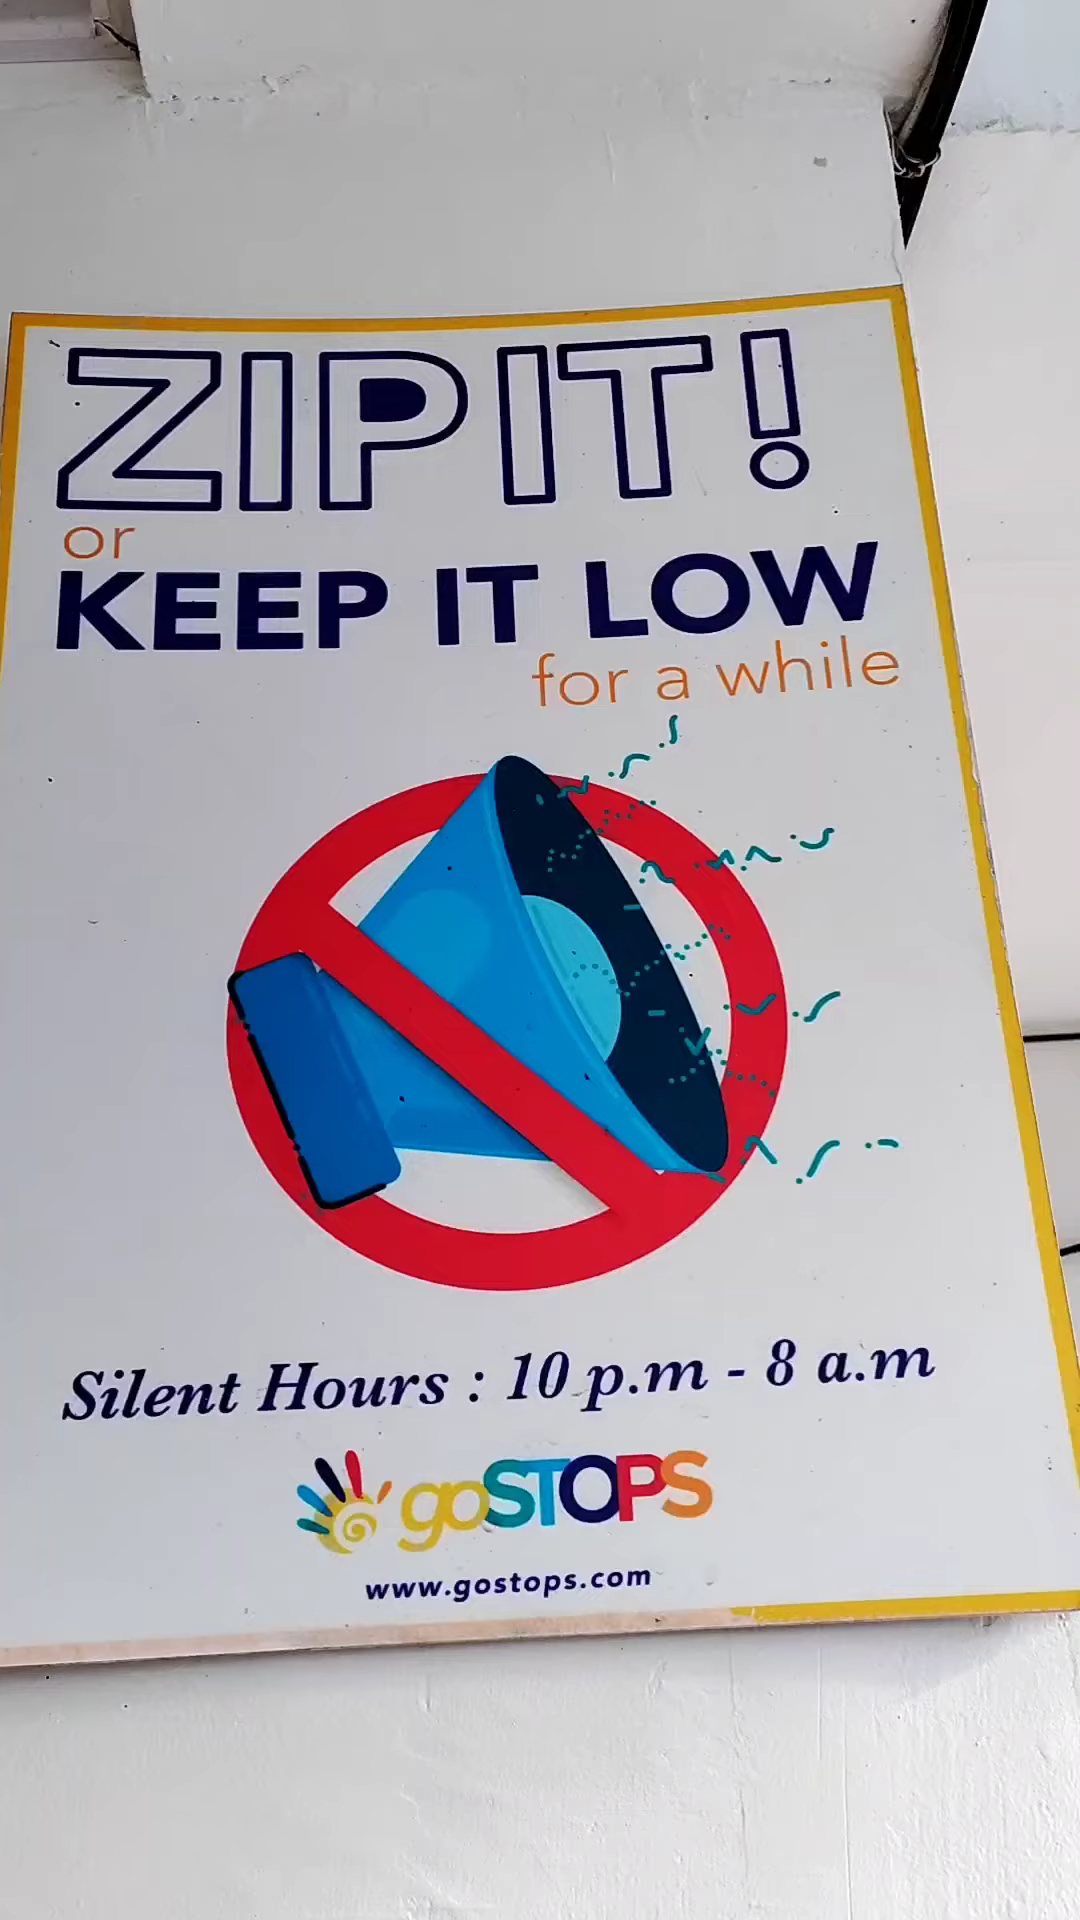 ZIP IT!
or
KEEP IT LOW
for a while
Silent Hours : 10 p.m - 8 a.m
goSTOPS
www.gostops.com